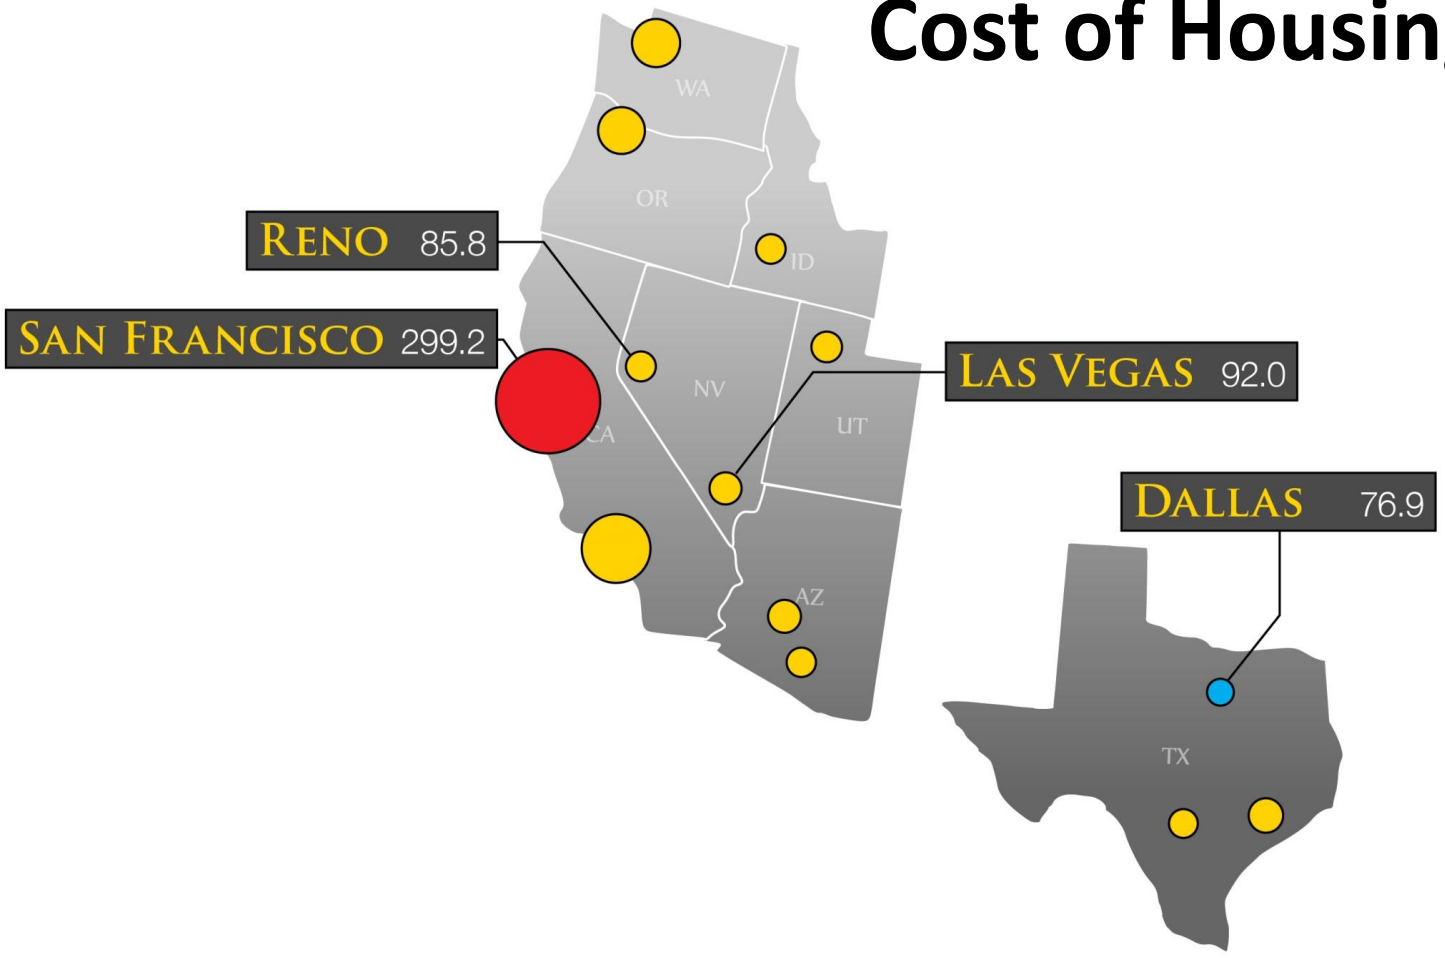 Cost of Housin
WA
OR
RENO 85.8
ID
SAN FRANCISCO 299.2
LAS VEGAS 92.0
NV
CA
UT
DALLAS 76.9
AZ
TX